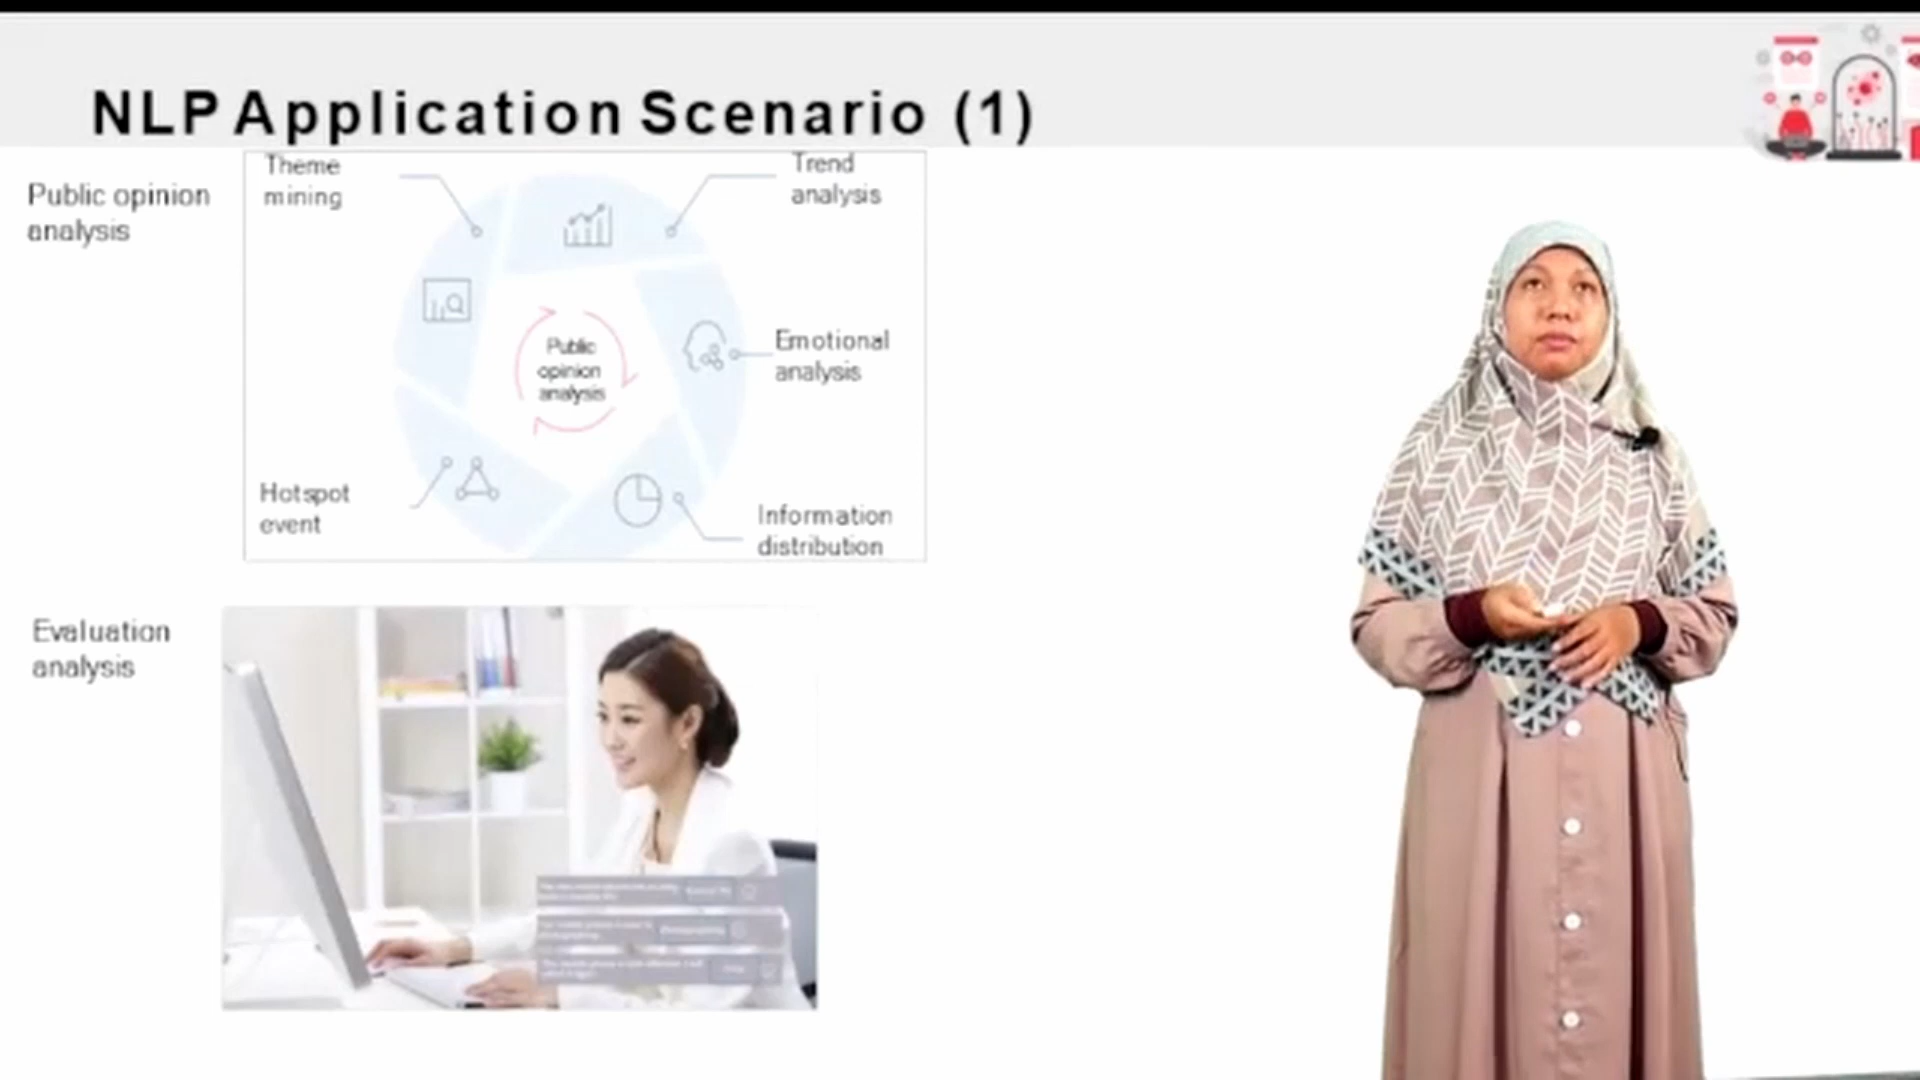 NLP Application Scenario (1)
Public opinion
analysis
Theme
mining
Trend
analysis
Public
opinion
analysis
Emotional
analysis
Hotspot
event
Information
distribution
Evaluation
analysis